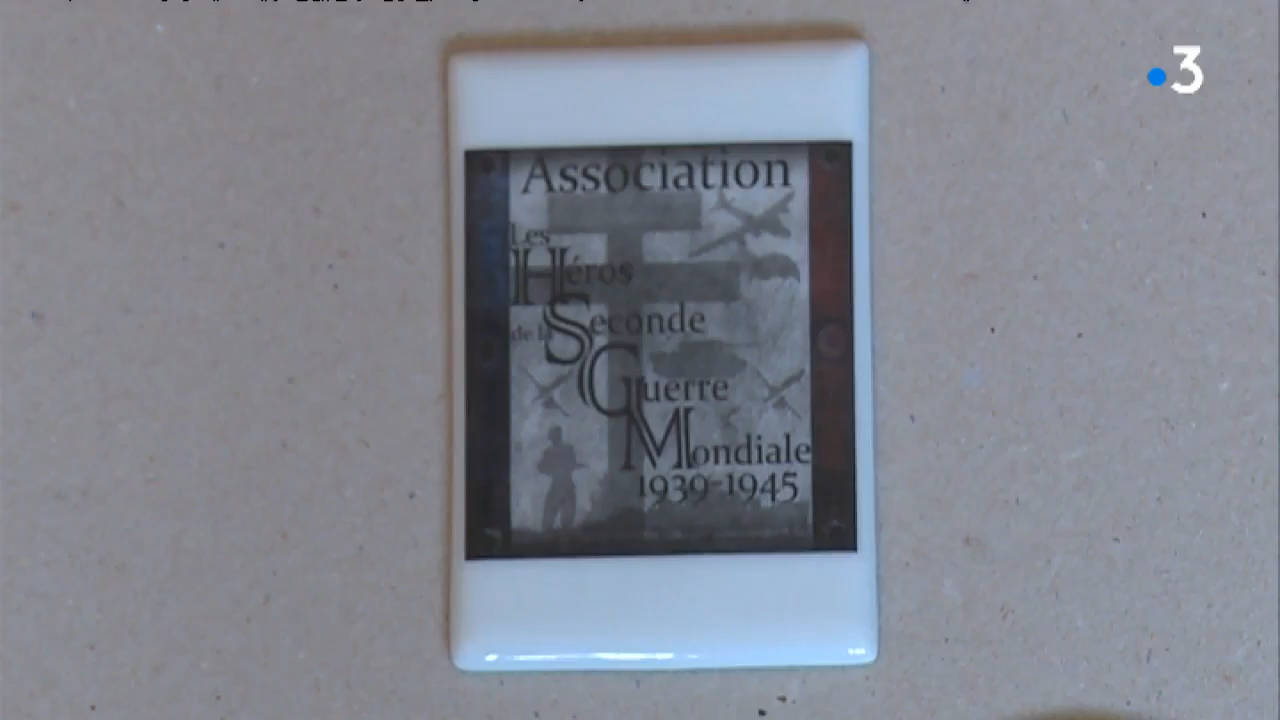 3
Association
Les
Héros
de la Seconde
Guerre
Mondiale
1939-1945